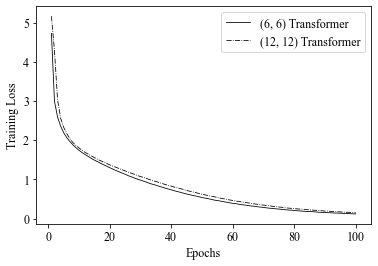 (6, 6) Transformer
(12, 12) Transformer
5
4
3
2
1
0
Training Loss
0 20 40 60 80 100
Epochs